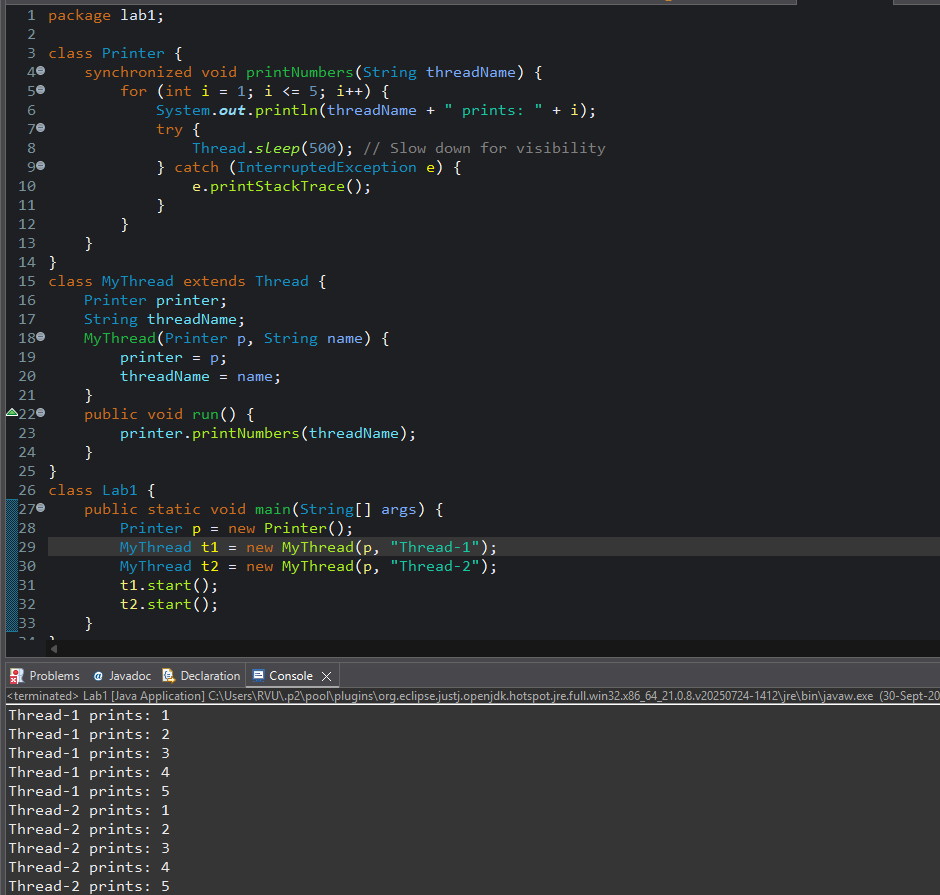 1 package lab1;
2
3 class Printer {
4     synchronized void printNumbers(String threadName) {
5         for (int i = 1; i <= 5; i++) {
6             System.out.println(threadName + " prints: " + i);
7             try {
8                 Thread.sleep(500); // Slow down for visibility
9             } catch (InterruptedException e) {
10                 e.printStackTrace();
11             }
12         }
13     }
14 }
15 class MyThread extends Thread {
16     Printer printer;
17     String threadName;
18     MyThread(Printer p, String name) {
19         printer = p;
20         threadName = name;
21     }
22     public void run() {
23         printer.printNumbers(threadName);
24     }
25 }
26 class Lab1 {
27     public static void main(String[] args) {
28         Printer p = new Printer();
29         MyThread t1 = new MyThread(p, "Thread-1");
30         MyThread t2 = new MyThread(p, "Thread-2");
31         t1.start();
32         t2.start();
33     }
Problems @ Javadoc Declaration Console
<terminated> Lab1 [Java Application] C:\Users\RVU\.p2\pool\plugins\org.eclipse.justj.openjdk.hotspot.jre.full.win32.x86_64_21.0.8.v20250724-1412\jre\bin\javaw.exe (30-Sept-20
Thread-1 prints: 1
Thread-1 prints: 2
Thread-1 prints: 3
Thread-1 prints: 4
Thread-1 prints: 5
Thread-2 prints: 1
Thread-2 prints: 2
Thread-2 prints: 3
Thread-2 prints: 4
Thread-2 prints: 5